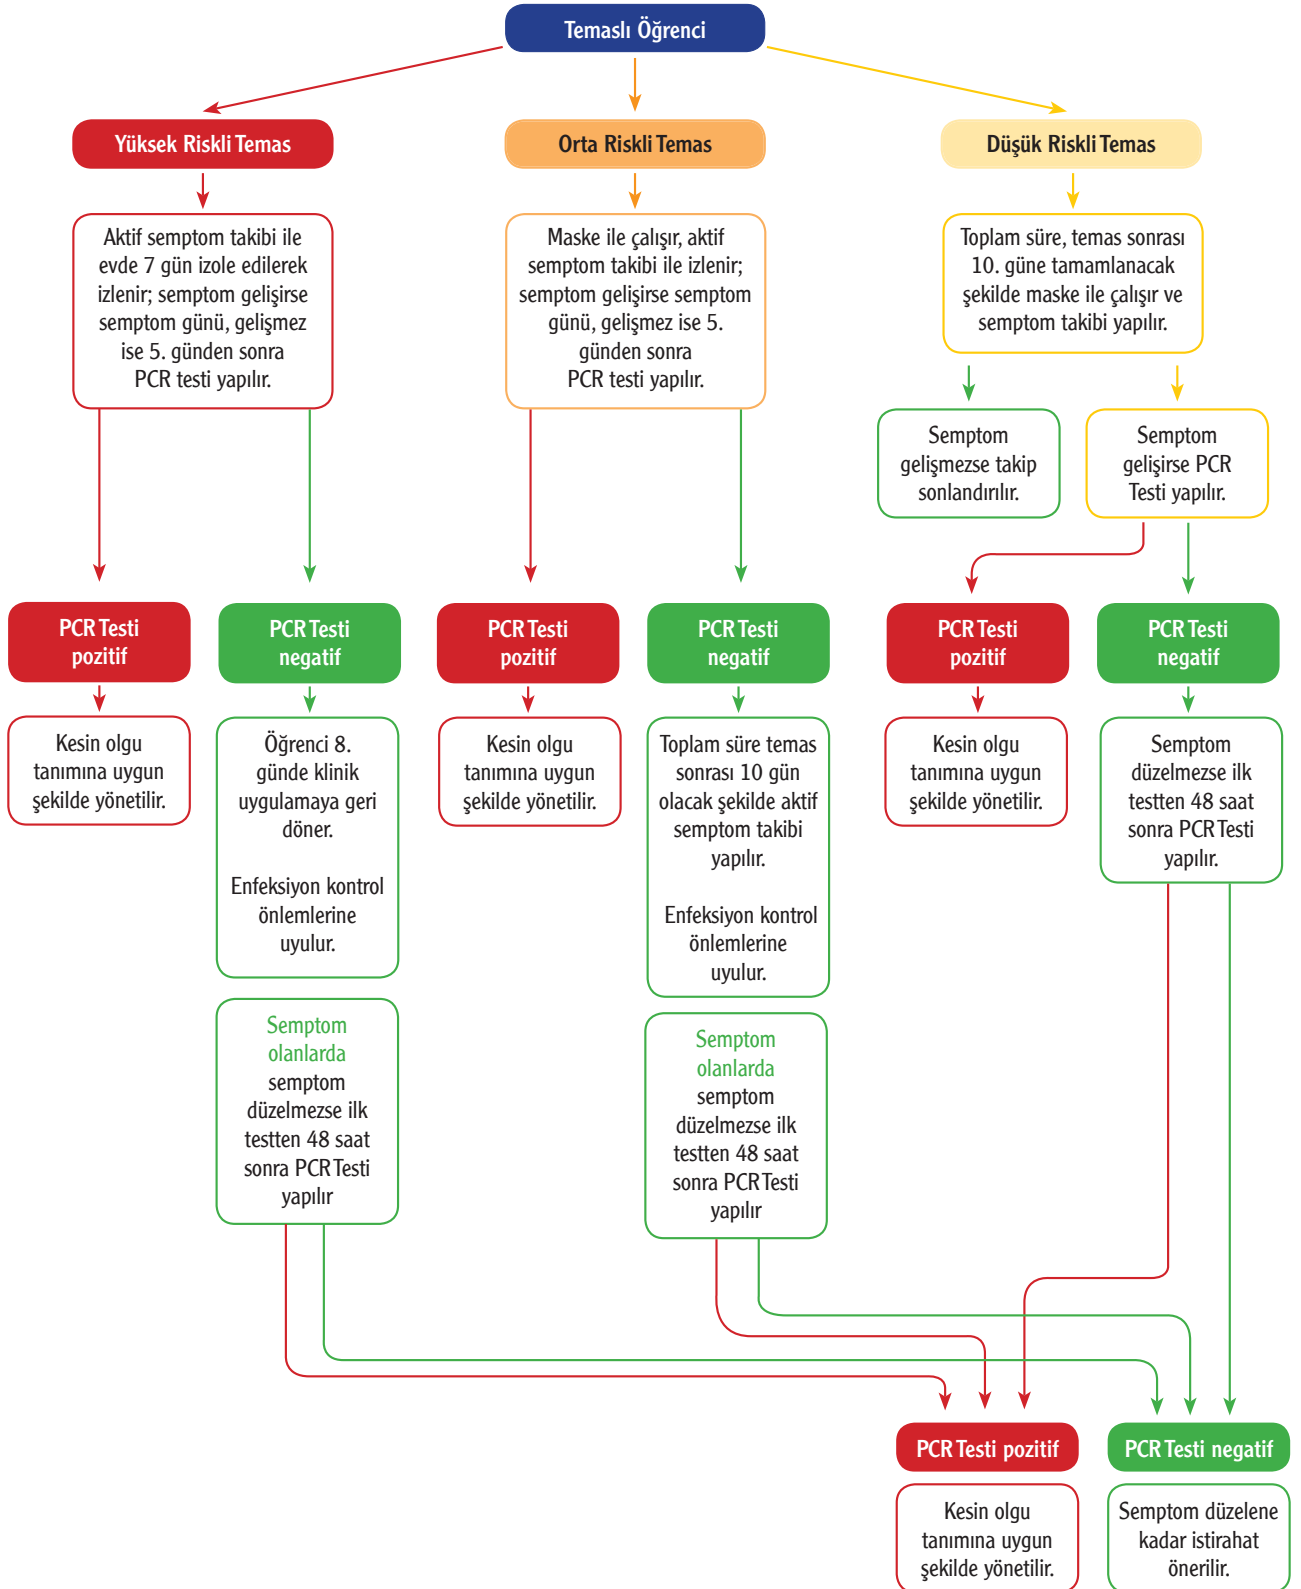 Temaslı Öğrenci
Yüksek Riskli Temas
Orta Riskli Temas
Düşük Riskli Temas
Aktif semptom takibi ile
evde 7 gün izole edilerek
izlenir; semptom gelişirse
semptom günü, gelişmez
ise 5. günden sonra
PCR testi yapılır.
Maske ile çalışır, aktif
semptom takibi ile izlenir;
semptom gelişirse semptom
günü, gelişmez ise 5.
günden sonra
PCR testi yapılır.
Toplam süre, temas sonrası
10. güne tamamlanacak
şekilde maske ile çalışır ve
semptom takibi yapılır.
Semptom
gelişmezse takip
sonlandırılır.
Semptom
gelişirse PCR
Testi yapılır.
PCR Testi
pozitif
PCR Testi
negatif
PCR Testi
pozitif
PCR Testi
negatif
PCR Testi
pozitif
PCR Testi
negatif
Kesin olgu
tanımına uygun
şekilde yönetilir.
Öğrenci 8.
günde klinik
uygulamaya geri
döner.
Enfeksiyon kontrol
önlemlerine
uyulur.
Kesin olgu
tanımına uygun
şekilde yönetilir.
Toplam süre temas
sonrası 10 gün
olacak şekilde aktif
semptom takibi
yapılır.
Enfeksiyon kontrol
önlemlerine
uyulur.
Kesin olgu
tanımına uygun
şekilde yönetilir.
Semptom
düzelmezse ilk
testten 48 saat
sonra PCR Testi
yapılır.
Semptom
olanlarda
semptom
düzelmezse ilk
testten 48 saat
sonra PCR Testi
yapılır
Semptom
olanlarda
semptom
düzelmezse ilk
testten 48 saat
sonra PCR Testi
yapılır
PCR Testi pozitif
PCR Testi negatif
Kesin olgu
tanımına uygun
şekilde yönetilir.
Semptom düzelene
kadar istirahat
önerilir.